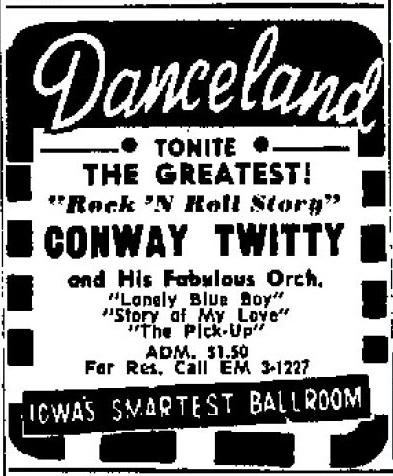 Danceland
TONITE
THE GREATEST!
"Rock 'N Roll Story"
CONWAY TWITTY
and His Fabulous Orch.
"Lonely Blue Boy"
"Story of My Love"
"The Pick-Up"
ADM. $1.50
For Res. Call EM 3-1227
IOWA'S SMARTEST BALLROOM